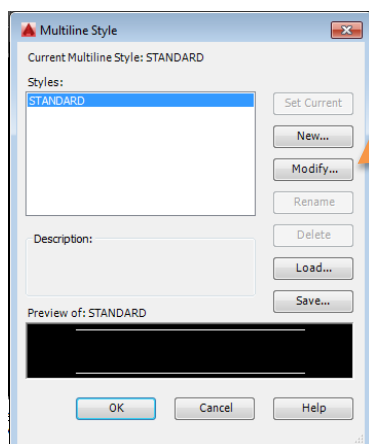 Multiline Style
Current Multiline Style: STANDARD
Styles:
STANDARD
Set Current
New...
Modify...
Rename
Delete
Description:
Load...
Save...
Preview of: STANDARD
OK
Cancel
Help